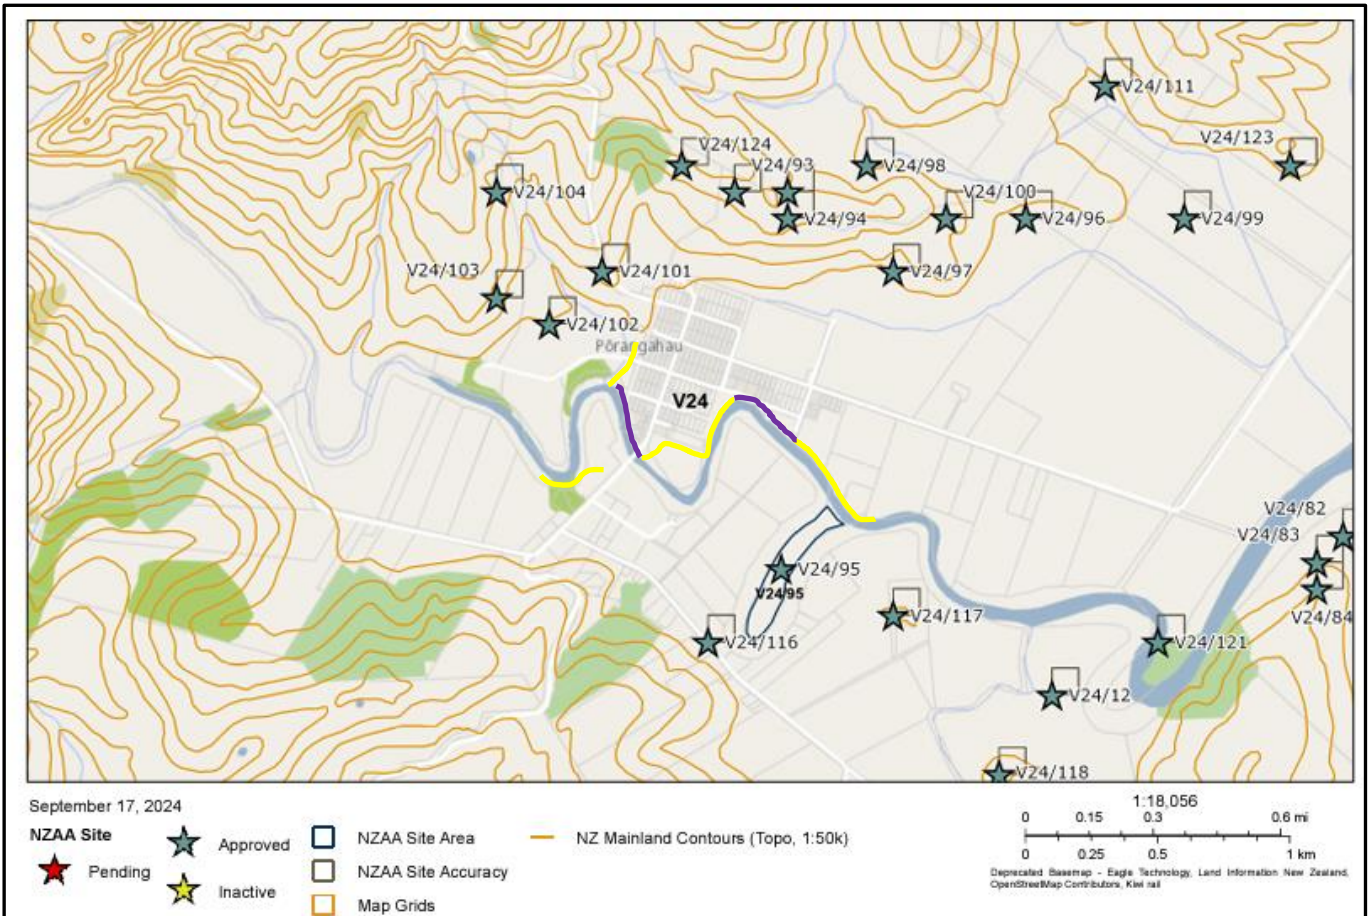 V24/111
V24/123
V24/124
V24/93
V24/98
V24/104
V24/100
V24/94
V24/96
V24/99
V24/103
V24/101
V24/97
V24/102
Pōrangahau
V24
V24/82
V24/83
V24/95
V24/95
V24/117
V24/84
V24/116
V24/121
V24/12
V24/118
September 17, 2024
NZAA Site
Pending
Approved
Inactive
NZAA Site Area
NZAA Site Accuracy
Map Grids
NZ Mainland Contours (Topo, 1:50k)
1:18,056
0 0.15 0.3 0.6 mi
0 0.25 0.5 1 km
Deprecated Basemap - Eagle Technology, Land Information New Zealand,
OpenStreetMap Contributors, Kiwi rail